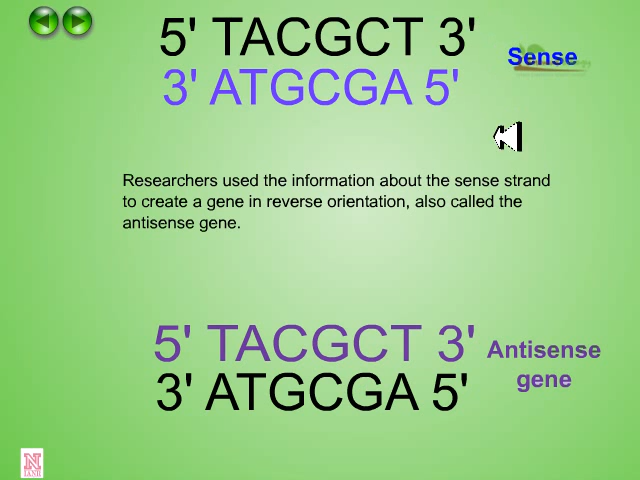 5' TACGCT 3'
Sense
3' ATGCGA 5'
Researchers used the information about the sense strand
to create a gene in reverse orientation, also called the
antisense gene.
5' TACGCT 3'
Antisense
gene
3' ATGCGA 5'
N